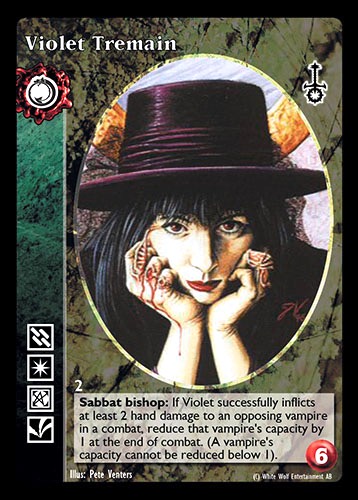 Violet Tremain
2
Sabbat bishop: If Violet successfully inflicts
at least 2 hand damage to an opposing vampire
in a combat, reduce that vampire's capacity by
1 at the end of combat. (A vampire's
capacity cannot be reduced below 1).
6
Illus: Pete Venters
(C) White Wolf Entertainment AB